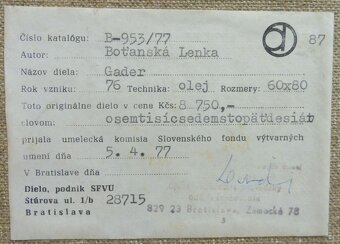 Číslo katalógu: B-953/77 d 87
Autor: Boťanská Lenka
Názov diela: Gader
Rok vzniku: 76 Technika: olej Rozmery: 60x80
Toto originálne dielo v cene Kčs: 8 750,-
slovom: osemtisícsedemstopäťdesiat
prijala umelecká komisia Slovenského fondu výtvarných
umení dňa 5. 4. 77
V Bratislave dňa
Dielo, podnik SFVU
Štúrova ul. 1/b 28715
Bratislava
829 23 Bratislava, Zámocká 78
3